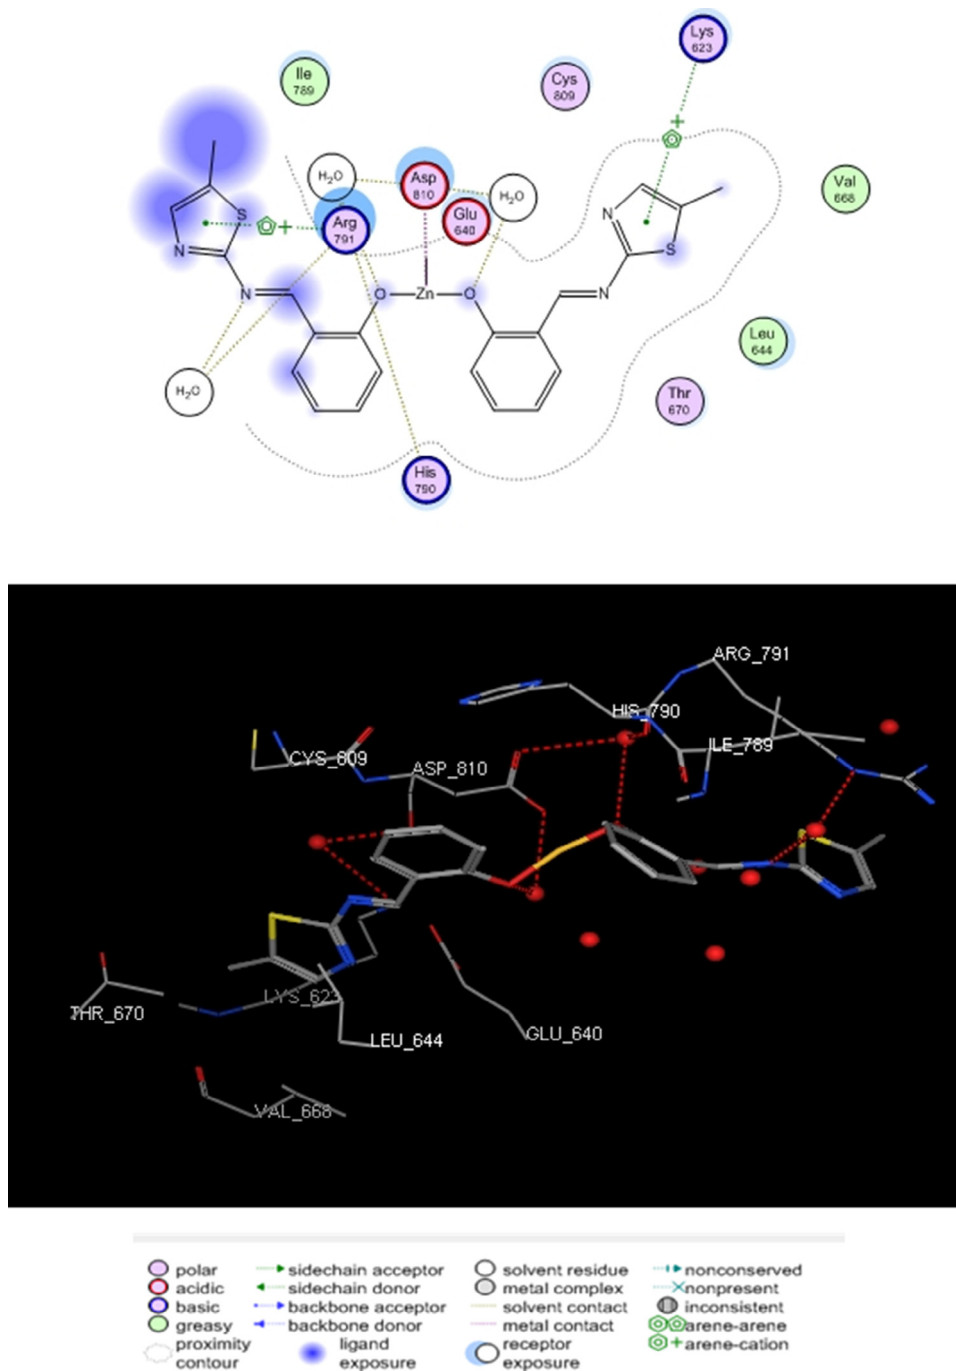 Lys
623
Ile
789
Cys
809
H₂O
Asp
810
H₂O
Val
668
Glu
640
Arg
791
S
N
N
S
N
O
Zn
O
N
Leu
644
H₂O
Thr
670
His
790
ARG_791
HIS_790
ILE_789
CYS_809
ASP_810
THR_670
LYS_623
LEU_644
GLU_640
VAL_668
polar
acidic
basic
greasy
proximity
contour
sidechain acceptor
sidechain donor
backbone acceptor
backbone donor
ligand
exposure
solvent residue
metal complex
solvent contact
metal contact
receptor
exposure
nonconserved
nonpresent
inconsistent
arene-arene
arene-cation